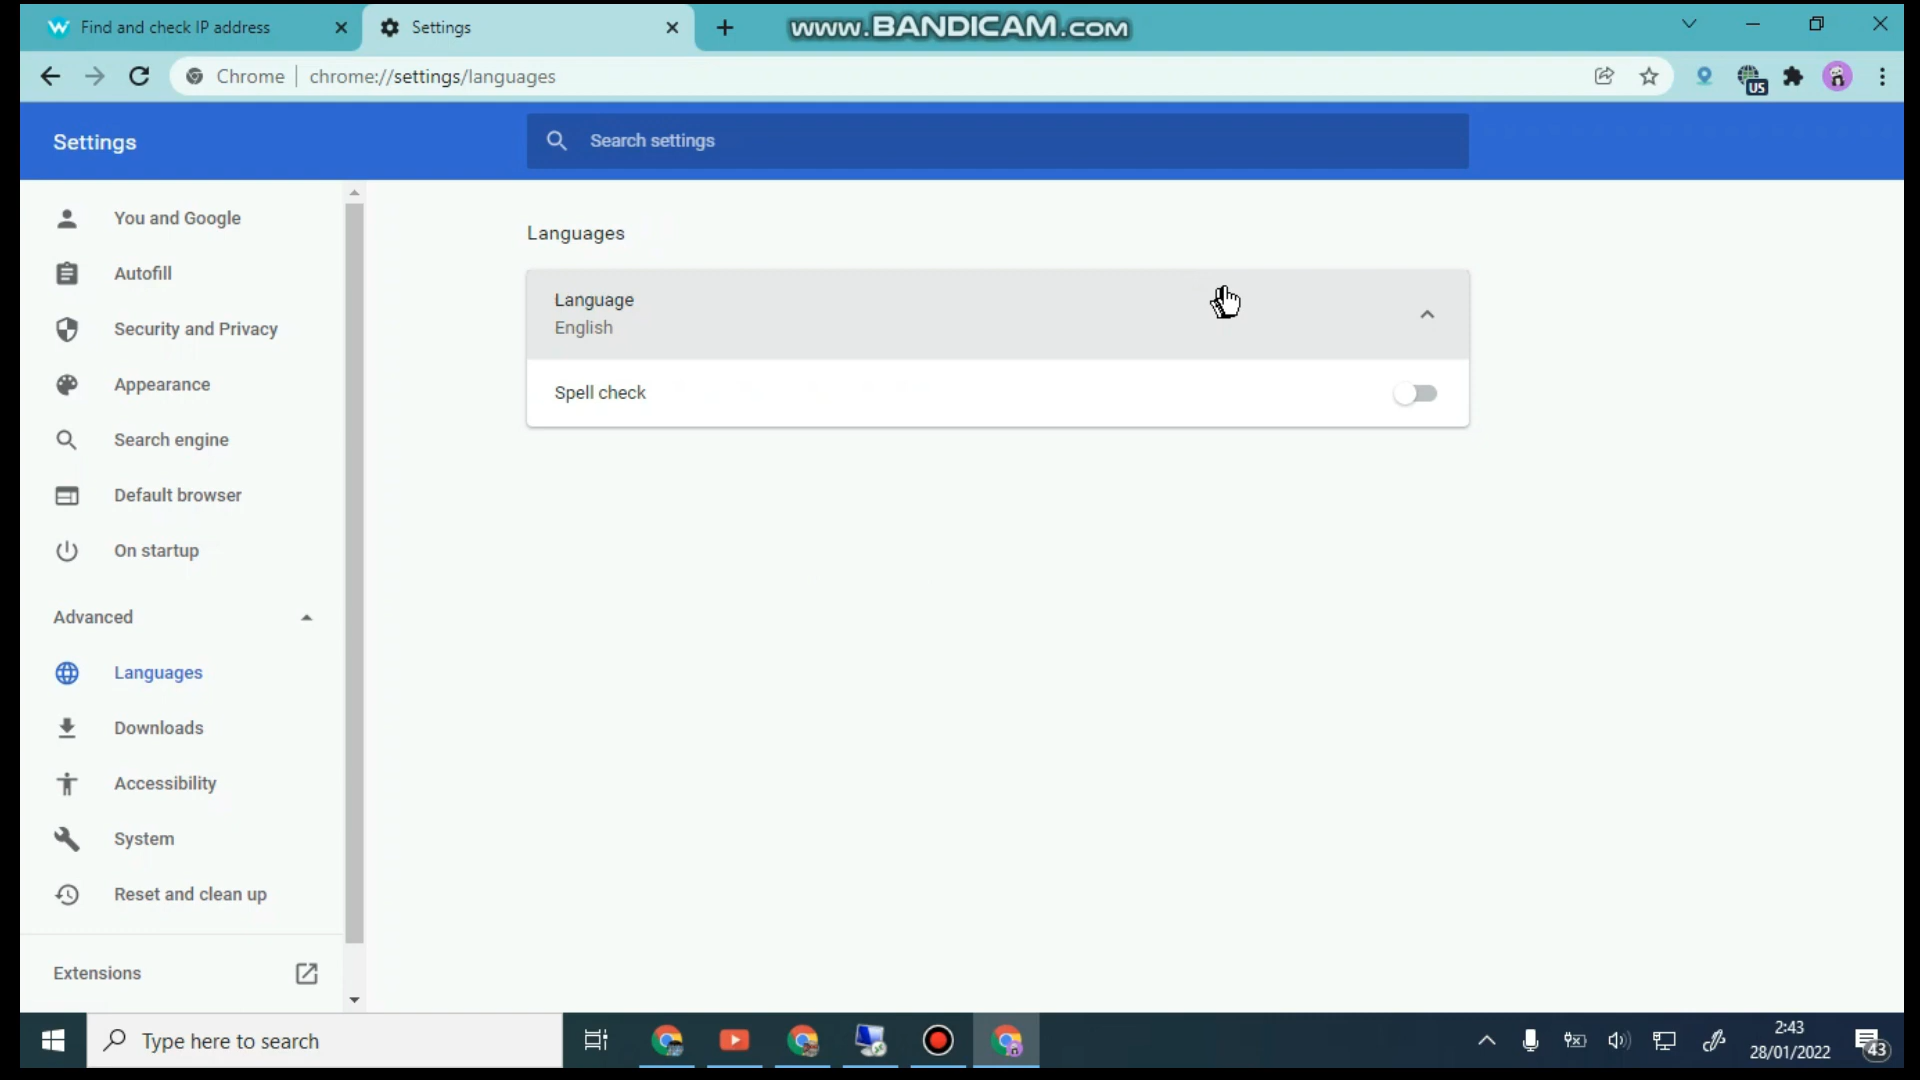 Find and check IP address
Settings
www.BANDICAM.com
Chrome
chrome://settings/languages
US
Settings
Search settings
You and Google
Autofill
Security and Privacy
Appearance
Search engine
Default browser
On startup
Advanced
Languages
Downloads
Accessibility
System
Reset and clean up
Extensions
Languages
Language
English
Spell check
Type here to search
2:43
28/01/2022
43